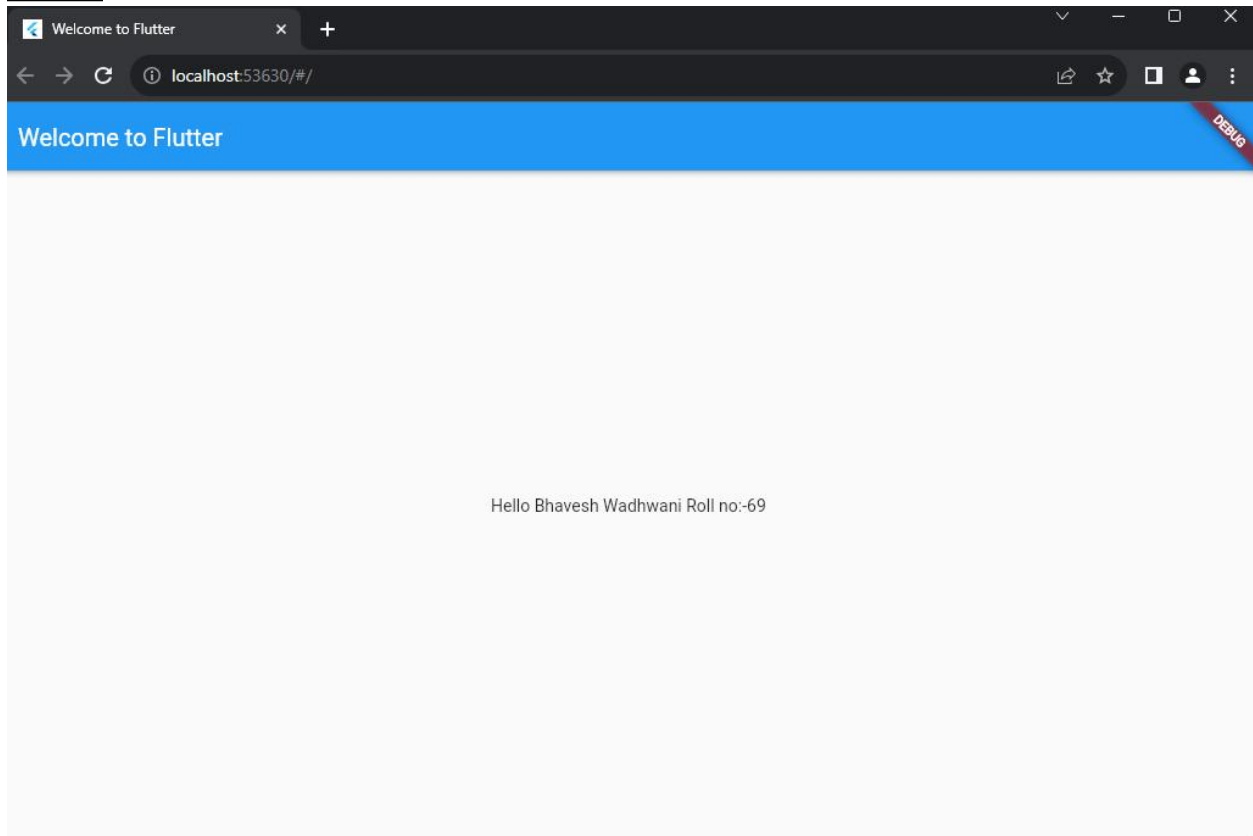 Welcome to Flutter
localhost:53630/#/
Welcome to Flutter
DEBUG
Hello Bhavesh Wadhwani Roll no:-69